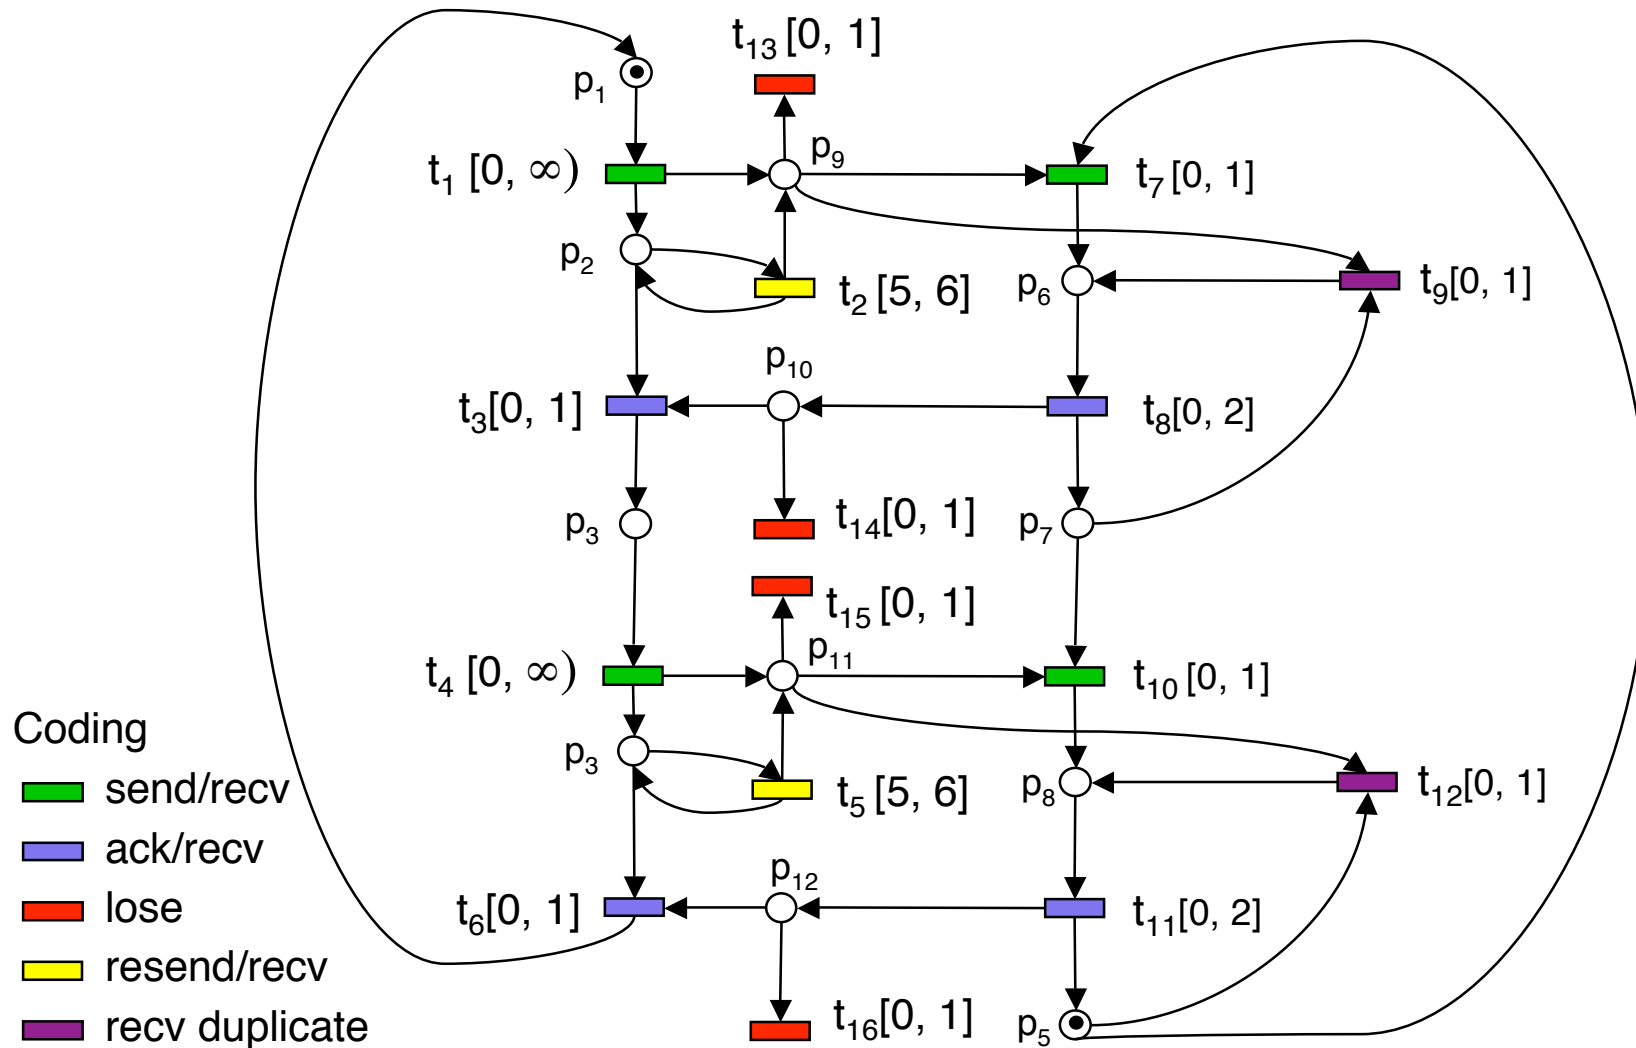 t13 [0, 1]
p1
p9
t1 [0, ∞)
t7 [0, 1]
p2
p6
t9[0, 1]
t2 [5, 6]
p10
t3[0, 1]
t8[0, 2]
p3
t14[0, 1]
p7
t15 [0, 1]
p11
t4 [0, ∞)
t10 [0, 1]
Coding
p3
send/recv
t5 [5, 6]
p8
t12[0, 1]
ack/recv
p12
lose
t6[0, 1]
t11[0, 2]
resend/recv
t16[0, 1]
p5
recv duplicate